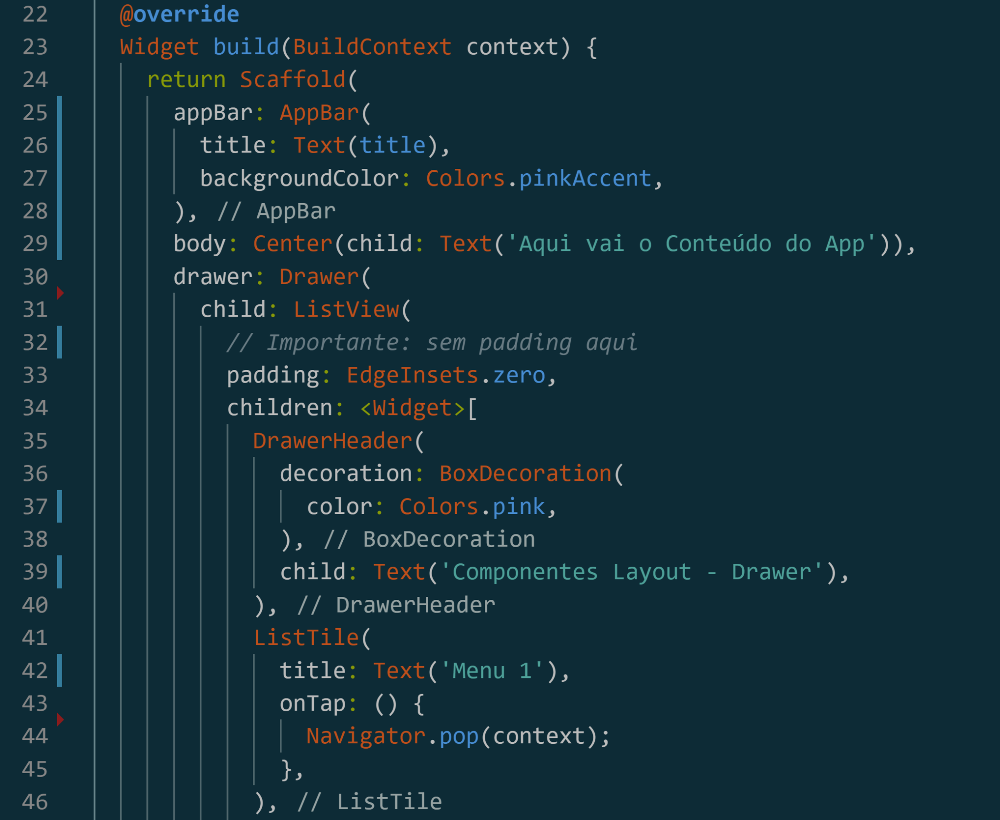 22 @override
23 Widget build(BuildContext context) {
24 return Scaffold(
25 appBar: AppBar(
26 title: Text(title),
27 backgroundColor: Colors.pinkAccent,
28 ), // AppBar
29 body: Center(child: Text('Aqui vai o Conteúdo do App')),
30 drawer: Drawer(
31 child: ListView(
32 // Importante: sem padding aqui
33 padding: EdgeInsets.zero,
34 children: <Widget>[
35 DrawerHeader(
36 decoration: BoxDecoration(
37 color: Colors.pink,
38 ), // BoxDecoration
39 child: Text('Componentes Layout - Drawer'),
40 ), // DrawerHeader
41 ListTile(
42 title: Text('Menu 1'),
43 onTap: () {
44 Navigator.pop(context);
45 },
46 ), // ListTile